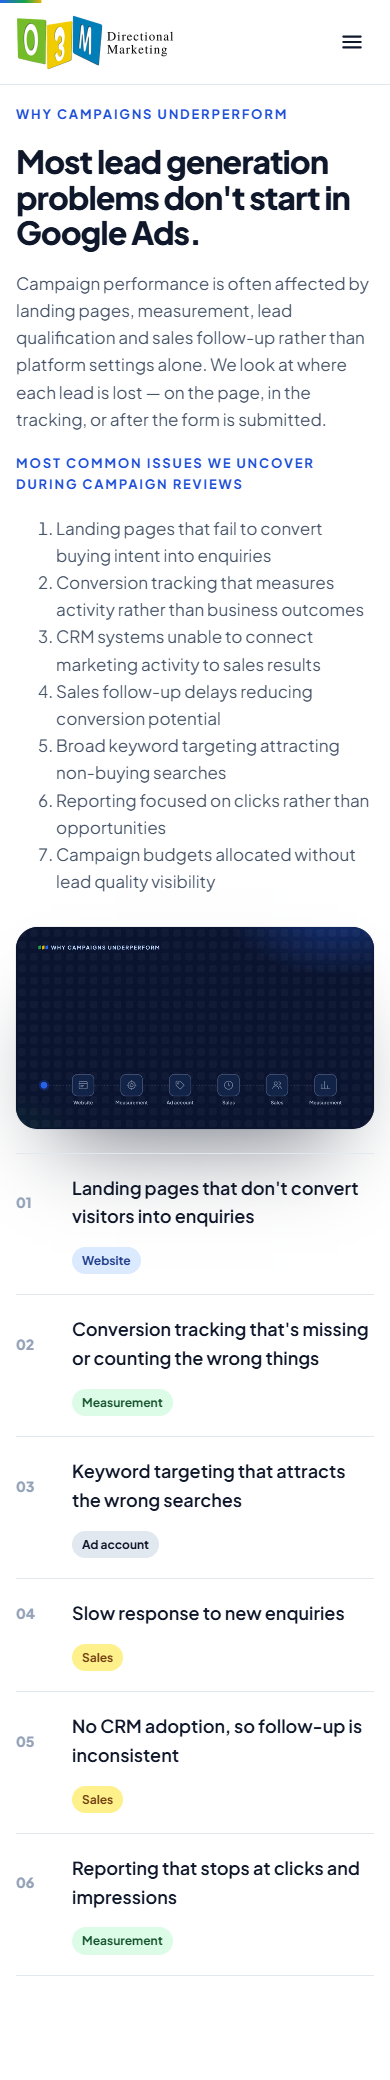 O3M Directional
Marketing
WHY CAMPAIGNS UNDERPERFORM
Most lead generation
problems don't start in
Google Ads.
Campaign performance is often affected by
landing pages, measurement, lead
qualification and sales follow-up rather than
platform settings alone. We look at where
each lead is lost — on the page, in the
tracking, or after the form is submitted.
MOST COMMON ISSUES WE UNCOVER
DURING CAMPAIGN REVIEWS
1. Landing pages that fail to convert
buying intent into enquiries
2. Conversion tracking that measures
activity rather than business outcomes
3. CRM systems unable to connect
marketing activity to sales results
4. Sales follow-up delays reducing
conversion potential
5. Broad keyword targeting attracting
non-buying searches
6. Reporting focused on clicks rather than
opportunities
7. Campaign budgets allocated without
lead quality visibility
WHY CAMPAIGNS UNDERPERFORM
Website Measurement Ad account Sales Sales Measurement
01 Landing pages that don't convert
visitors into enquiries
Website
02 Conversion tracking that's missing
or counting the wrong things
Measurement
03 Keyword targeting that attracts
the wrong searches
Ad account
04 Slow response to new enquiries
Sales
05 No CRM adoption, so follow-up is
inconsistent
Sales
06 Reporting that stops at clicks and
impressions
Measurement